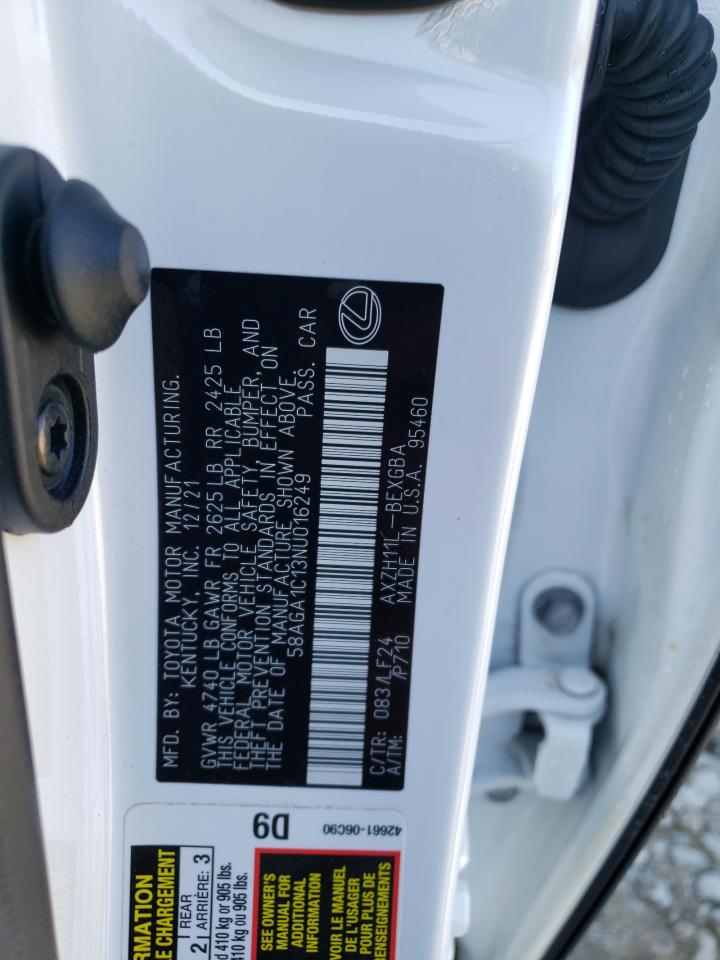 MFD. BY: TOYOTA MOTOR MANUFACTURING,
KENTUCKY, INC. 12/21
GVWR 4740 LB GAWR FR 2625 LB RR 2425 LB
THIS VEHICLE CONFORMS TO ALL APPLICABLE
FEDERAL MOTOR VEHICLE SAFETY, BUMPER, AND
THEFT PREVENTION STANDARDS IN EFFECT ON
THE DATE OF MANUFACTURE SHOWN ABOVE.
58AGA1C13NU016249 PASS. CAR
C/TR: 083/LF24 AXZH11L-BEXGBA
A/TM: /P710 MADE IN U.S.A. 95460
D9
42661-06C90
REAR 3
2 ARRIÈRE:
410 kg or 905 lbs.
410 kg ou 905 lbs.
SEE OWNER'S
MANUAL FOR
ADDITIONAL
INFORMATION
VOIR LE MANUEL
DE L'USAGER
POUR PLUS DE
RENSEIGNEMENTS